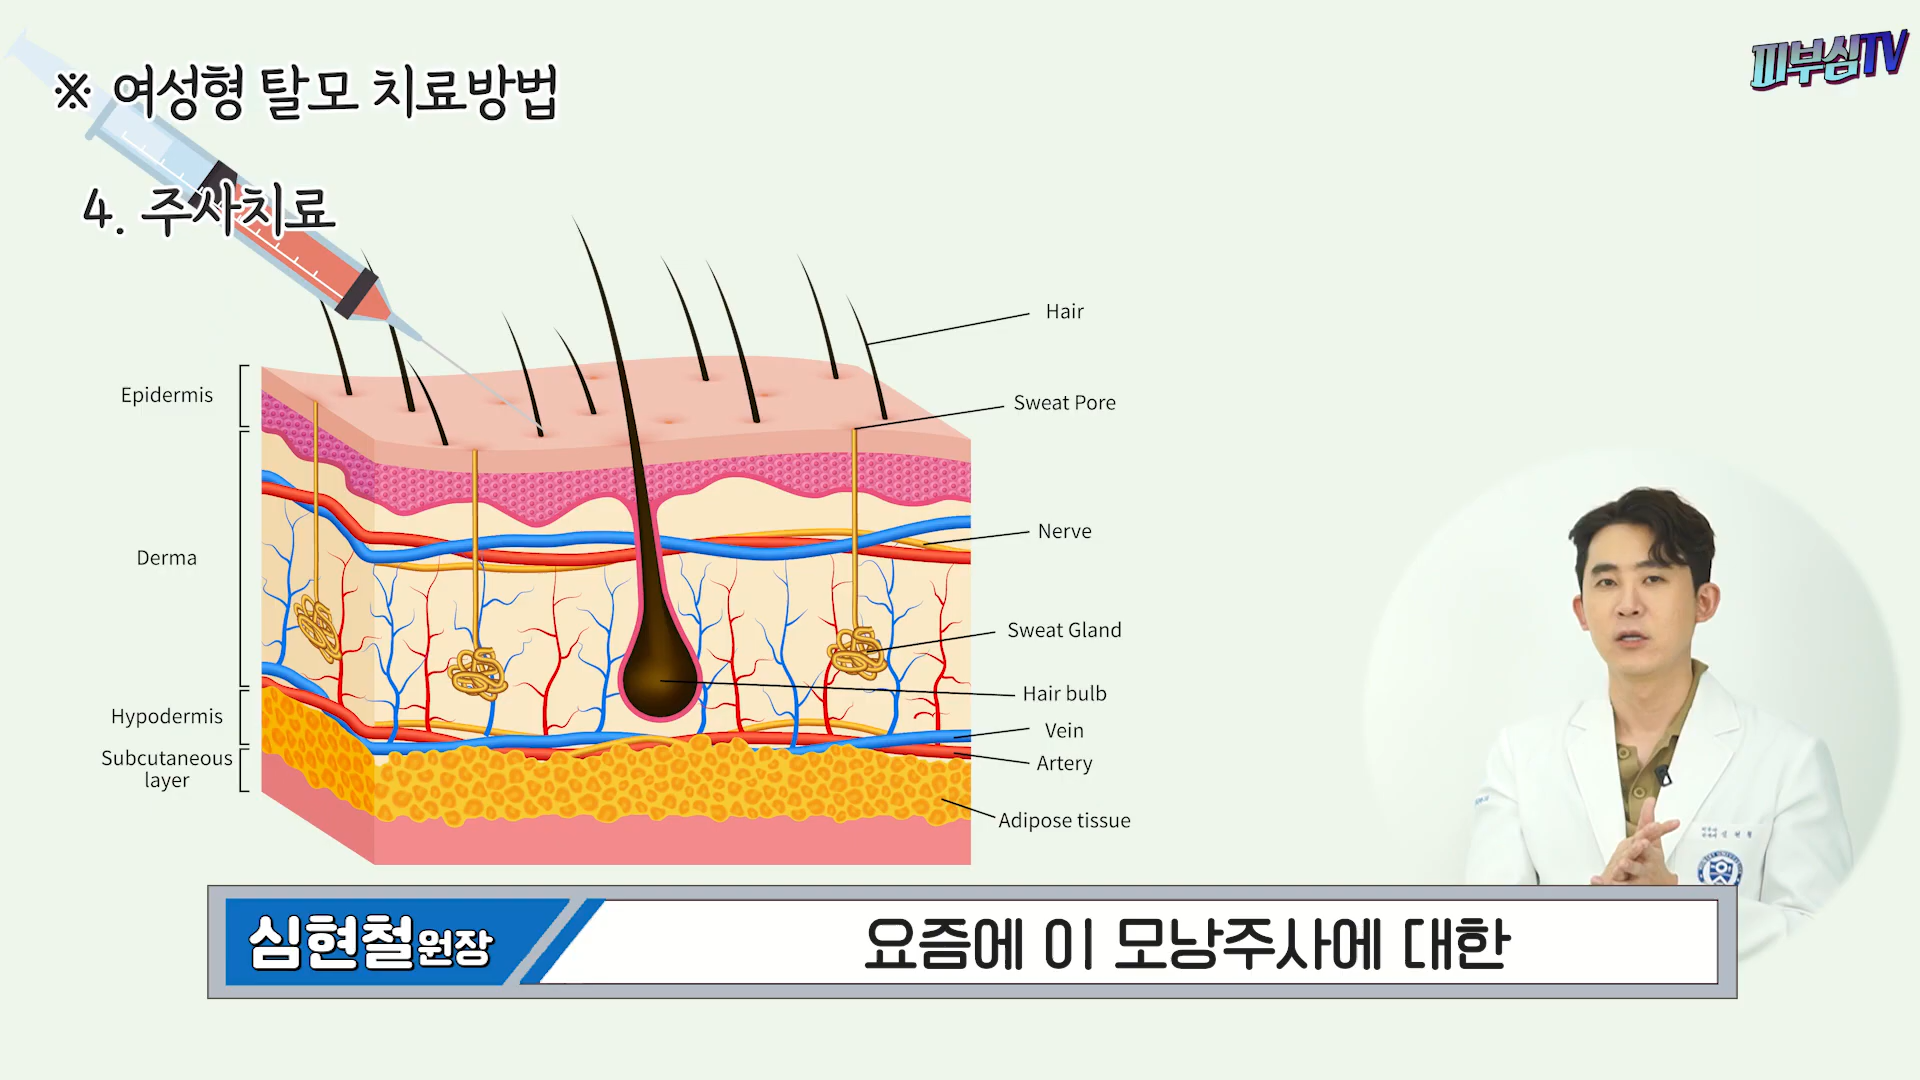 ※ 여성형 탈모 치료방법
피부심TV
4. 주사치료
Hair
Epidermis
Sweat Pore
Nerve
Derma
Sweat Gland
Hair bulb
Hypodermis
Vein
Subcutaneous
layer
Artery
Adipose tissue
심현철원장
요즘에 이 모낭주사에 대한